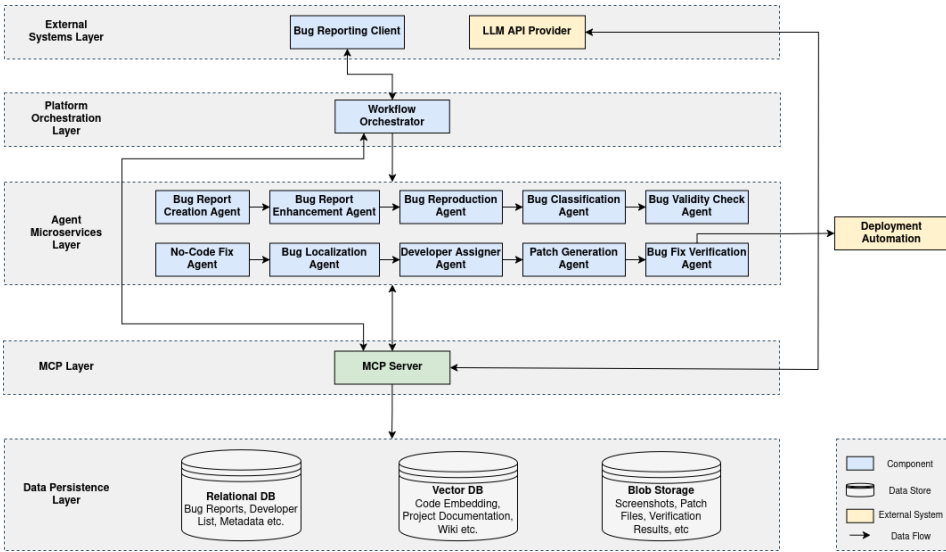 External
Systems Layer
Bug Reporting Client
LLM API Provider
Platform
Orchestration
Layer
Workflow
Orchestrator
Agent
Microservices
Layer
Bug Report
Creation Agent
Bug Report
Enhancement Agent
Bug Reproduction
Agent
Bug Classification
Agent
Bug Validity Check
Agent
No-Code Fix
Agent
Bug Localization
Agent
Developer Assigner
Agent
Patch Generation
Agent
Bug Fix Verification
Agent
Deployment
Automation
MCP Layer
MCP Server
Data Persistence
Layer
Relational DB
Bug Reports, Developer
List, Metadata etc.
Vector DB
Code Embedding,
Project Documentation,
Wiki etc.
Blob Storage
Screenshots, Patch
Files, Verification
Results, etc
Component
Data Store
External System
Data Flow